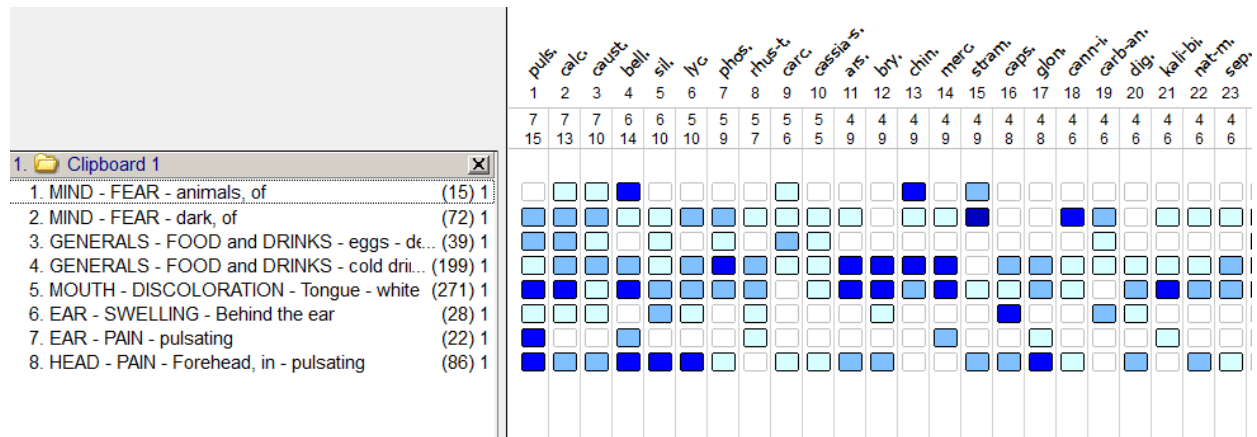 puls. calc. caust. bell. sil. lyc. phos. rhus-t. carc. cassia-s. ars. bry. chin. merc. stram. caps. glon. cann-i. carb-an. dig. kali-bi. nat-m. sep.
1 2 3 4 5 6 7 8 9 10 11 12 13 14 15 16 17 18 19 20 21 22 23
7 7 7 6 6 5 5 5 5 5 4 4 4 4 4 4 4 4 4 4 4 4 4
15 13 10 14 10 10 9 7 6 5 9 9 9 9 9 8 8 6 6 6 6 6 6
1. Clipboard 1 X
1. MIND - FEAR - animals, of (15) 1
2. MIND - FEAR - dark, of (72) 1
3. GENERALS - FOOD and DRINKS - eggs - de... (39) 1
4. GENERALS - FOOD and DRINKS - cold drii... (199) 1
5. MOUTH - DISCOLORATION - Tongue - white (271) 1
6. EAR - SWELLING - Behind the ear (28) 1
7. EAR - PAIN - pulsating (22) 1
8. HEAD - PAIN - Forehead, in - pulsating (86) 1